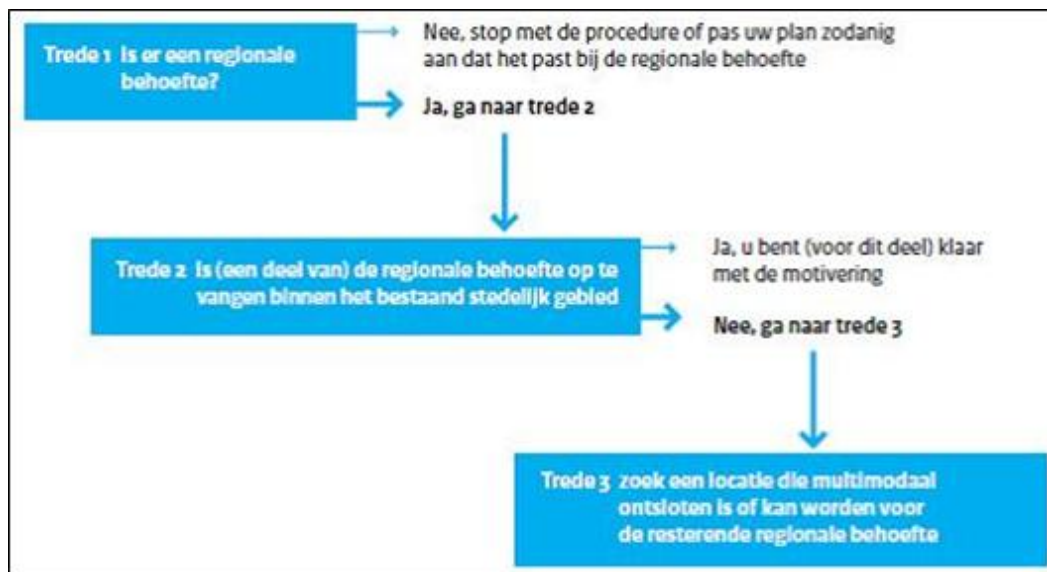 Trede 1 Is er een regionale
behoefte?
Nee, stop met de procedure of pas uw plan zodanig
aan dat het past bij de regionale behoefte
Ja, ga naar trede 2
Trede 2 Is (een deel van) de regionale behoefte op te
vangen binnen het bestaand stedelijk gebied
Ja, u bent (voor dit deel) klaar
met de motivering
Nee, ga naar trede 3
Trede 3 zoek een locatie die multimodaal
ontsloten is of kan worden voor
de resterende regionale behoefte